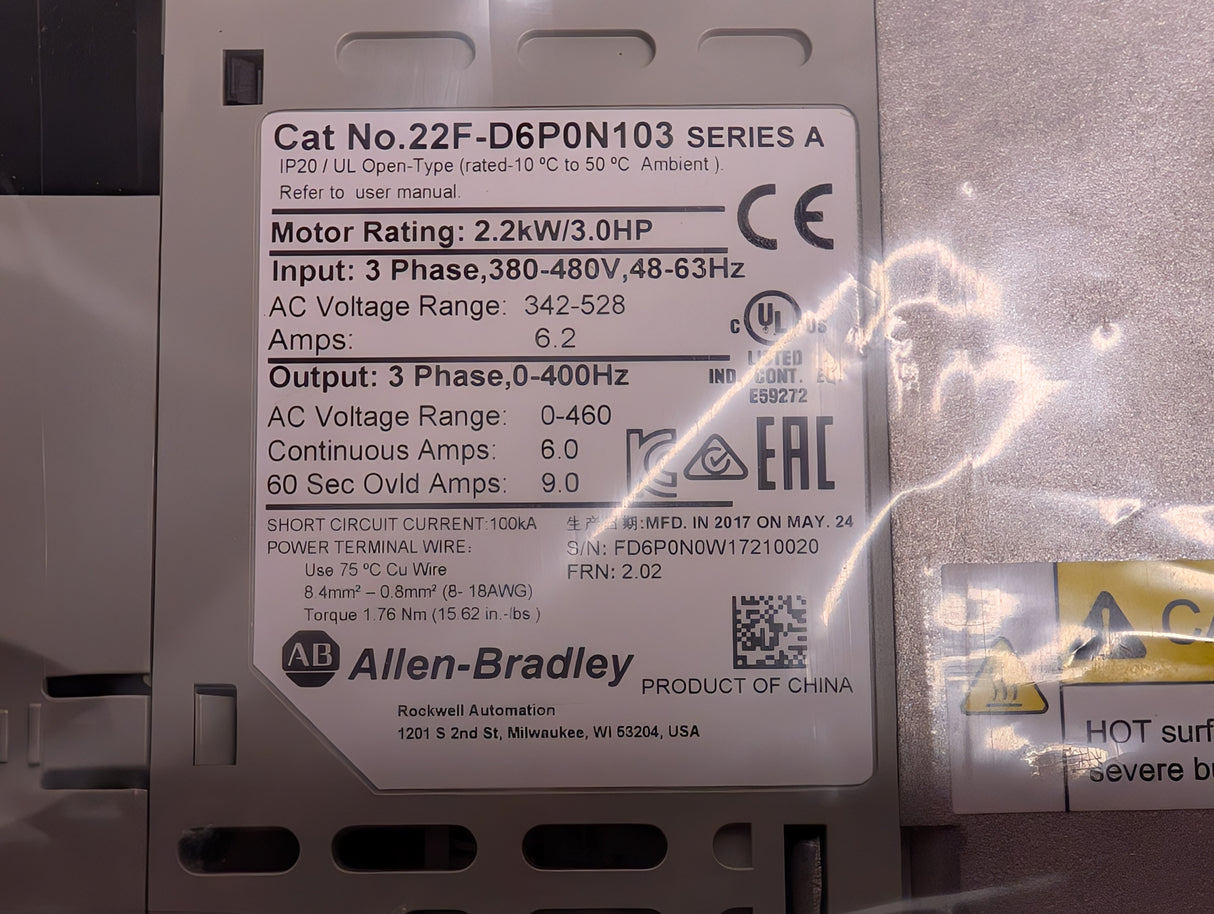 Cat No.22F-D6P0N103 SERIES A
IP20 / UL Open-Type (rated-10 ºC to 50 ºC Ambient ).
Refer to user manual.
Motor Rating: 2.2kW/3.0HP
CE
Input: 3 Phase,380-480V,48-63Hz
AC Voltage Range: 342-528
Amps: 6.2
C UL US
LISTED
IND. CONT. EQ
E59272
Output: 3 Phase,0-400Hz
AC Voltage Range: 0-460
Continuous Amps: 6.0
60 Sec Ovld Amps: 9.0
EAC
SHORT CIRCUIT CURRENT:100kA
POWER TERMINAL WIRE:
Use 75 ºC Cu Wire
8.4mm² – 0.8mm² (8- 18AWG)
Torque 1.76 Nm (15.62 in.-lbs )
生产日期:MFD. IN 2017 ON MAY. 24
S/N: FD6P0N0W17210020
FRN: 2.02
AB Allen-Bradley
PRODUCT OF CHINA
Rockwell Automation
1201 S 2nd St, Milwaukee, WI 53204, USA
CA
HOT surf
severe bu